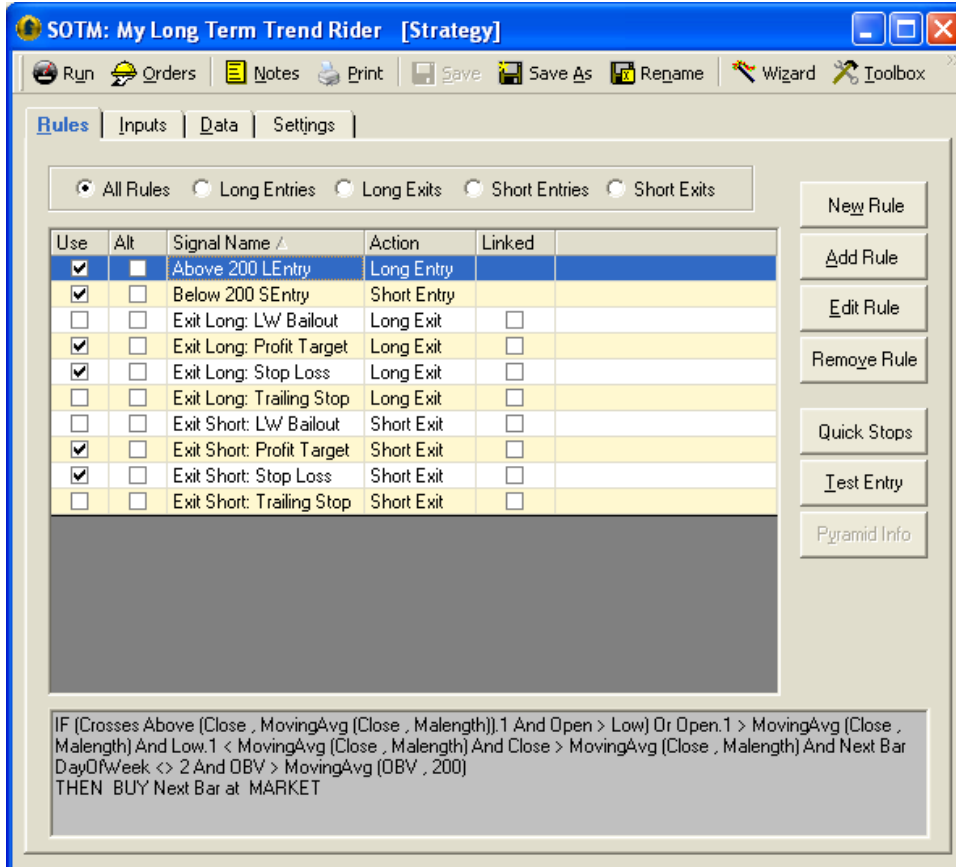 SOTM: My Long Term Trend Rider [Strategy]
Run Orders Notes Print Save Save As Rename Wizard Toolbox
Rules Inputs Data Settings
All Rules Long Entries Long Exits Short Entries Short Exits
New Rule
Use Alt Signal Name Action Linked
Add Rule
Above 200 LEntry Long Entry
Below 200 SEntry Short Entry
Edit Rule
Exit Long: LW Bailout Long Exit
Exit Long: Profit Target Long Exit
Remove Rule
Exit Long: Stop Loss Long Exit
Exit Long: Trailing Stop Long Exit
Exit Short: LW Bailout Short Exit
Quick Stops
Exit Short: Profit Target Short Exit
Exit Short: Stop Loss Short Exit
Test Entry
Exit Short: Trailing Stop Short Exit
Pyramid Info
IF (Crosses Above (Close , MovingAvg (Close , Malength)).1 And Open > Low) Or Open.1 > MovingAvg (Close ,
Malength) And Low.1 < MovingAvg (Close , Malength) And Close > MovingAvg (Close , Malength) And Next Bar
DayOfWeek <> 2 And OBV > MovingAvg (OBV , 200)
THEN BUY Next Bar at MARKET